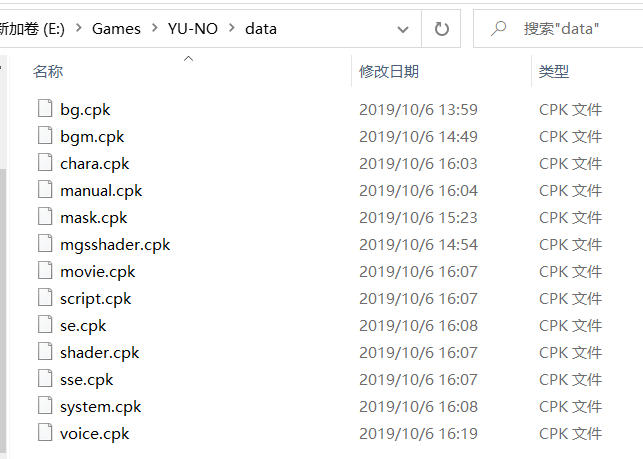 新加卷 (E:) > Games > YU-NO > data
搜索"data"
名称 修改日期 类型
bg.cpk 2019/10/6 13:59 CPK 文件
bgm.cpk 2019/10/6 14:49 CPK 文件
chara.cpk 2019/10/6 16:03 CPK 文件
manual.cpk 2019/10/6 16:04 CPK 文件
mask.cpk 2019/10/6 15:23 CPK 文件
mgsshader.cpk 2019/10/6 14:54 CPK 文件
movie.cpk 2019/10/6 16:07 CPK 文件
script.cpk 2019/10/6 16:07 CPK 文件
se.cpk 2019/10/6 16:08 CPK 文件
shader.cpk 2019/10/6 16:07 CPK 文件
sse.cpk 2019/10/6 16:07 CPK 文件
system.cpk 2019/10/6 16:08 CPK 文件
voice.cpk 2019/10/6 16:19 CPK 文件